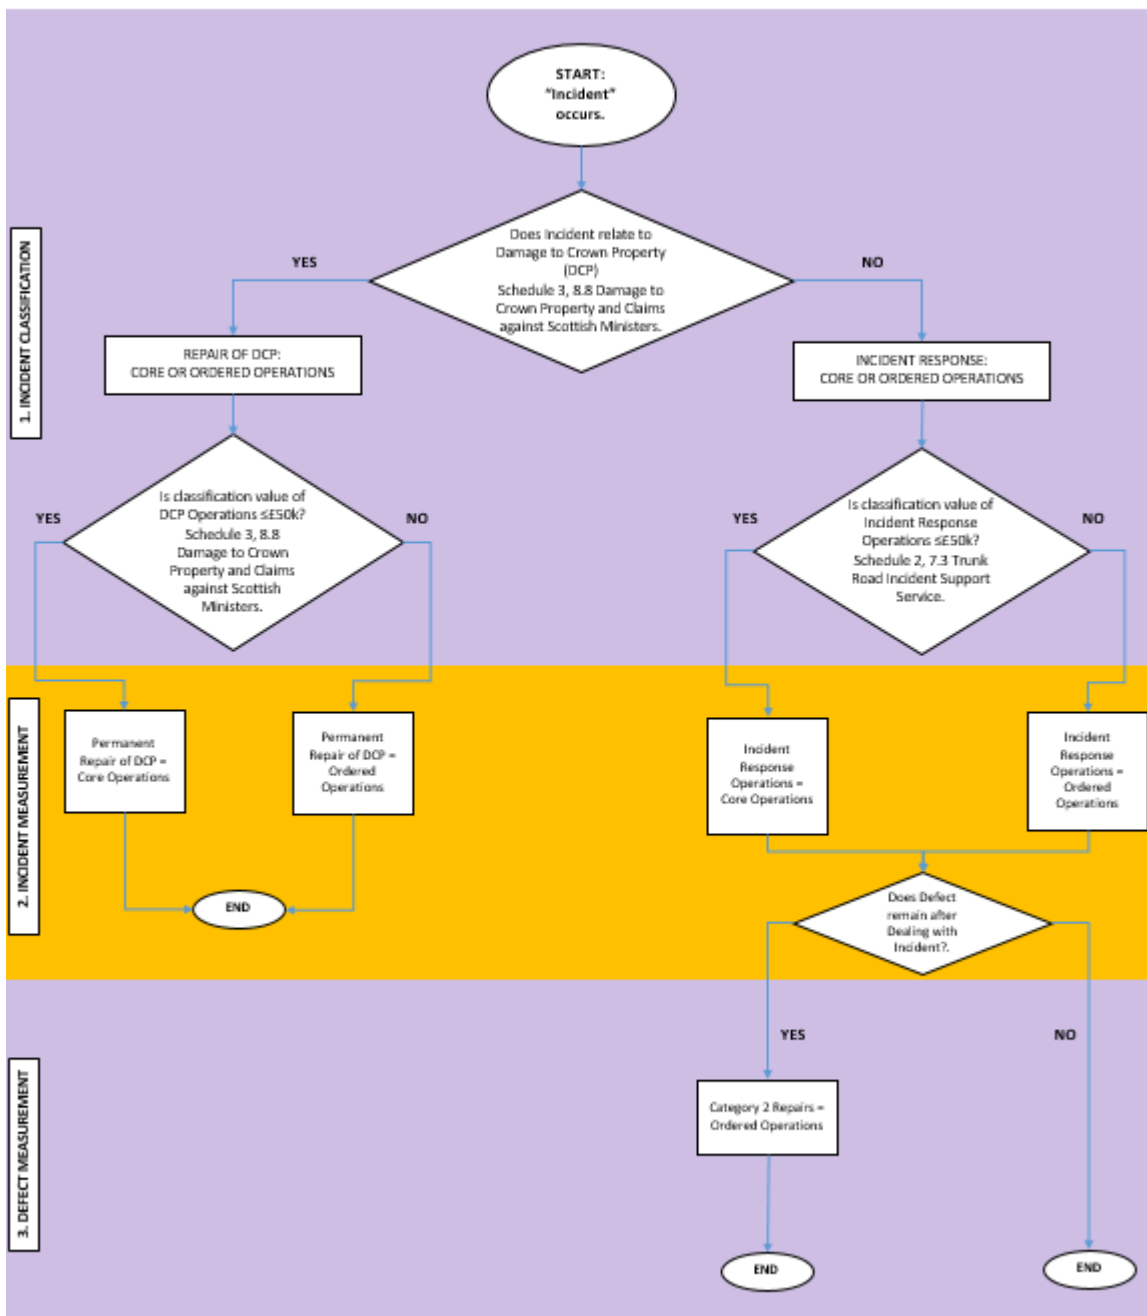 START:
"Incident"
occurs.
Does Incident relate to
Damage to Crown Property
(DCP)
Schedule 3, 8.8 Damage to
Crown Property and Claims
against Scottish Ministers.
YES
NO
1. INCIDENT CLASSIFICATION
REPAIR OF DCP:
CORE OR ORDERED OPERATIONS
INCIDENT RESPONSE:
CORE OR ORDERED OPERATIONS
Is classification value of
DCP Operations ≤£50k?
Schedule 3, 8.8
Damage to Crown
Property and Claims
against Scottish
Ministers.
YES
NO
Is classification value of
Incident Response
Operations ≤£50k?
Schedule 2, 7.3 Trunk
Road Incident Support
Service.
YES
NO
2. INCIDENT MEASUREMENT
Permanent
Repair of DCP =
Core Operations
Permanent
Repair of DCP =
Ordered
Operations
Incident
Response
Operations =
Core Operations
Incident
Response
Operations =
Ordered
Operations
END
Does Defect
remain after
Dealing with
Incident?.
YES
NO
3. DEFECT MEASUREMENT
Category 2 Repairs =
Ordered Operations
END
END